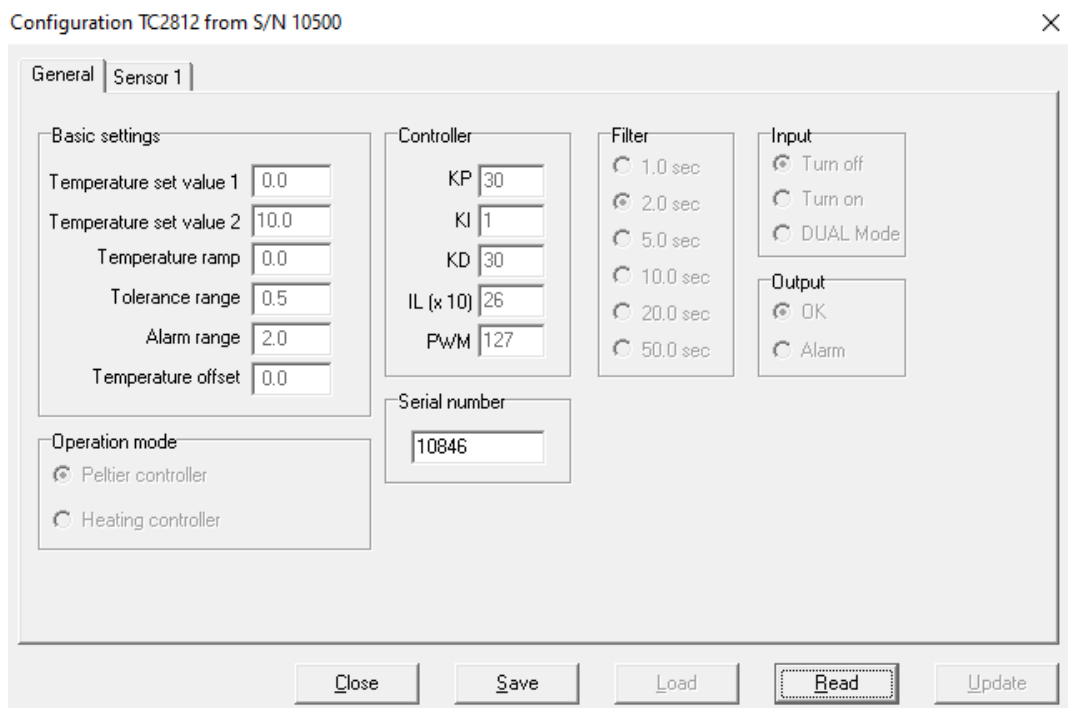 Configuration TC2812 from S/N 10500
General
Sensor 1
Basic settings
Temperature set value 1 0.0
Temperature set value 2 10.0
Temperature ramp 0.0
Tolerance range 0.5
Alarm range 2.0
Temperature offset 0.0
Operation mode
Peltier controller
Heating controller
Controller
KP 30
KI 1
KD 30
IL (x 10) 26
PWM 127
Serial number
10846
Filter
1.0 sec
2.0 sec
5.0 sec
10.0 sec
20.0 sec
50.0 sec
Input
Turn off
Turn on
DUAL Mode
Output
OK
Alarm
Close
Save
Load
Read
Update